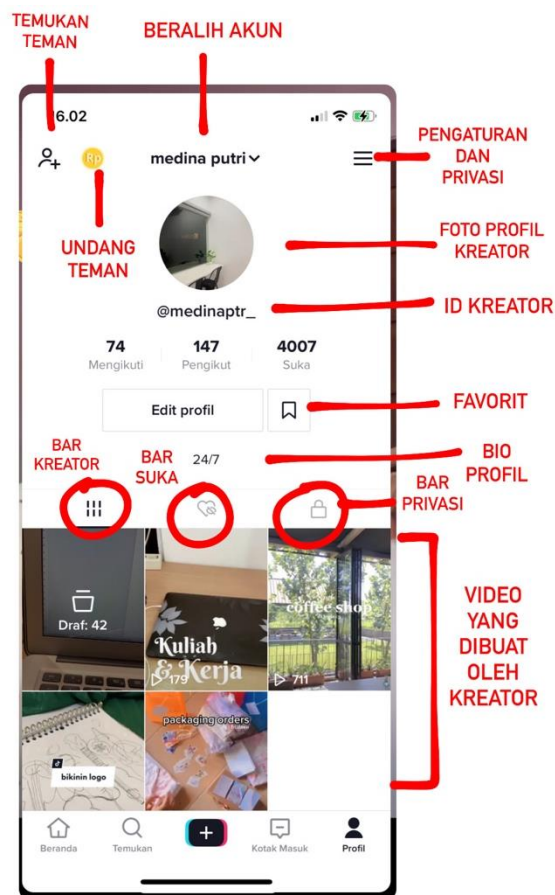 TEMUKAN
TEMAN
BERALIH AKUN
16.02
PENGATURAN
DAN
PRIVASI
Rp
medina putri
UNDANG
TEMAN
FOTO PROFIL
KREATOR
@medinaptr_
ID KREATOR
74
Mengikuti
147
Pengikut
4007
Suka
Edit profil
FAVORIT
BAR
KREATOR
BAR
SUKA
24/7
BIO
PROFIL
BAR
PRIVASI
Draf: 42
Kuliah
& Kerja
179
coffee shop
711
VIDEO
YANG
DIBUAT
OLEH
KREATOR
bikinin logo
packaging orders
Beranda
Temukan
Kotak Masuk
Profil